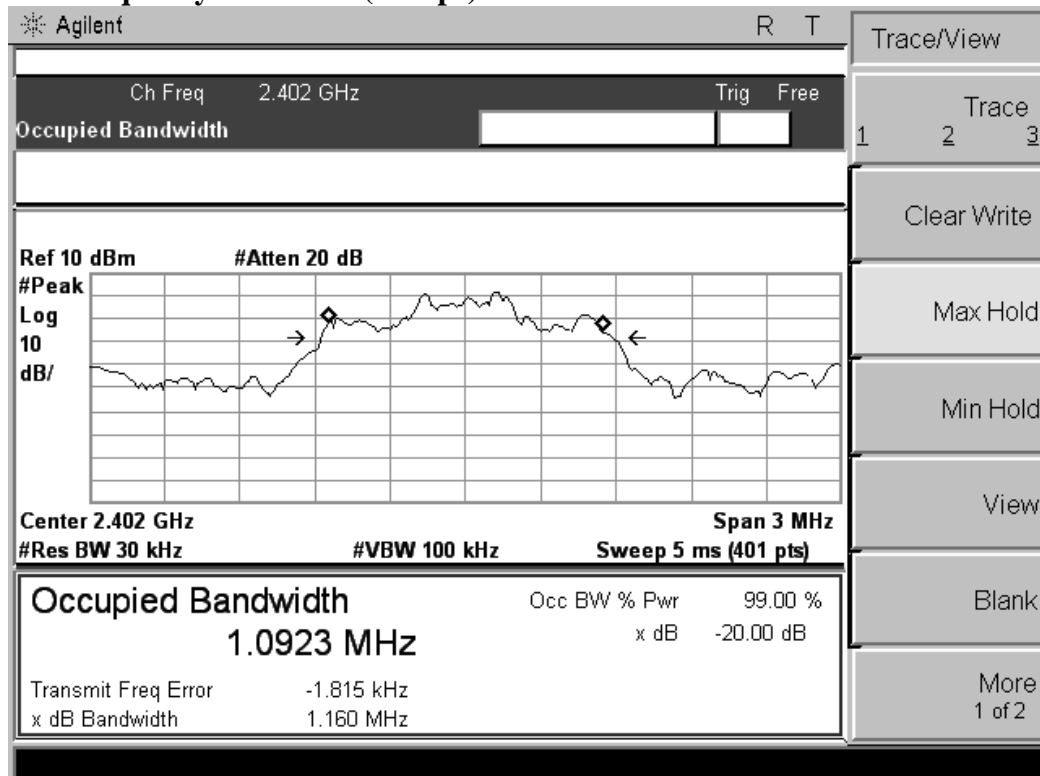 Agilent R T
Trace/View
Ch Freq 2.402 GHz Trig Free
Occupied Bandwidth
Trace
1 2 3
Clear Write
Max Hold
Min Hold
View
Blank
More
1 of 2
Ref 10 dBm #Atten 20 dB
#Peak
Log
10
dB/
Center 2.402 GHz Span 3 MHz
#Res BW 30 kHz #VBW 100 kHz Sweep 5 ms (401 pts)
Occupied Bandwidth
1.0923 MHz
Occ BW % Pwr 99.00 %
x dB -20.00 dB
Transmit Freq Error -1.815 kHz
x dB Bandwidth 1.160 MHz